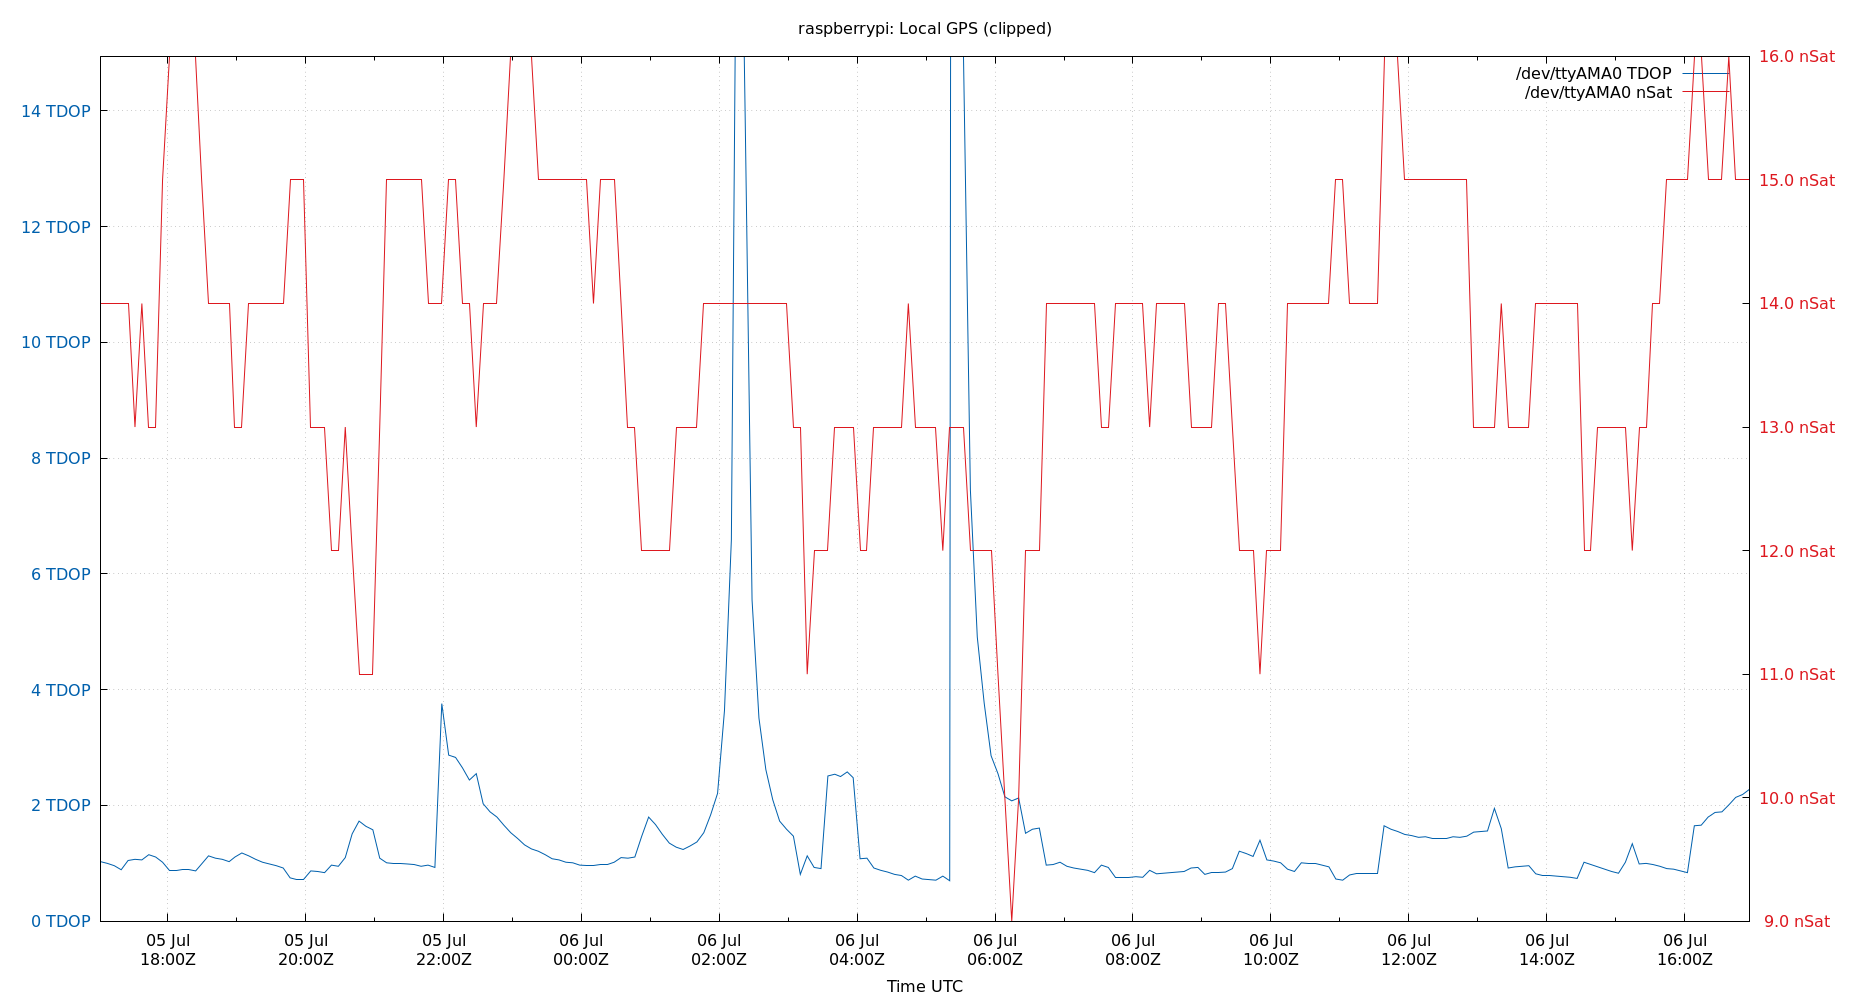 raspberrypi: Local GPS (clipped)
/dev/ttyAMA0 TDOP
/dev/ttyAMA0 nSat
14 TDOP
12 TDOP
10 TDOP
8 TDOP
6 TDOP
4 TDOP
2 TDOP
0 TDOP
16.0 nSat
15.0 nSat
14.0 nSat
13.0 nSat
12.0 nSat
11.0 nSat
10.0 nSat
9.0 nSat
05 Jul
18:00Z
05 Jul
20:00Z
05 Jul
22:00Z
06 Jul
00:00Z
06 Jul
02:00Z
06 Jul
04:00Z
06 Jul
06:00Z
06 Jul
08:00Z
06 Jul
10:00Z
06 Jul
12:00Z
06 Jul
14:00Z
06 Jul
16:00Z
Time UTC